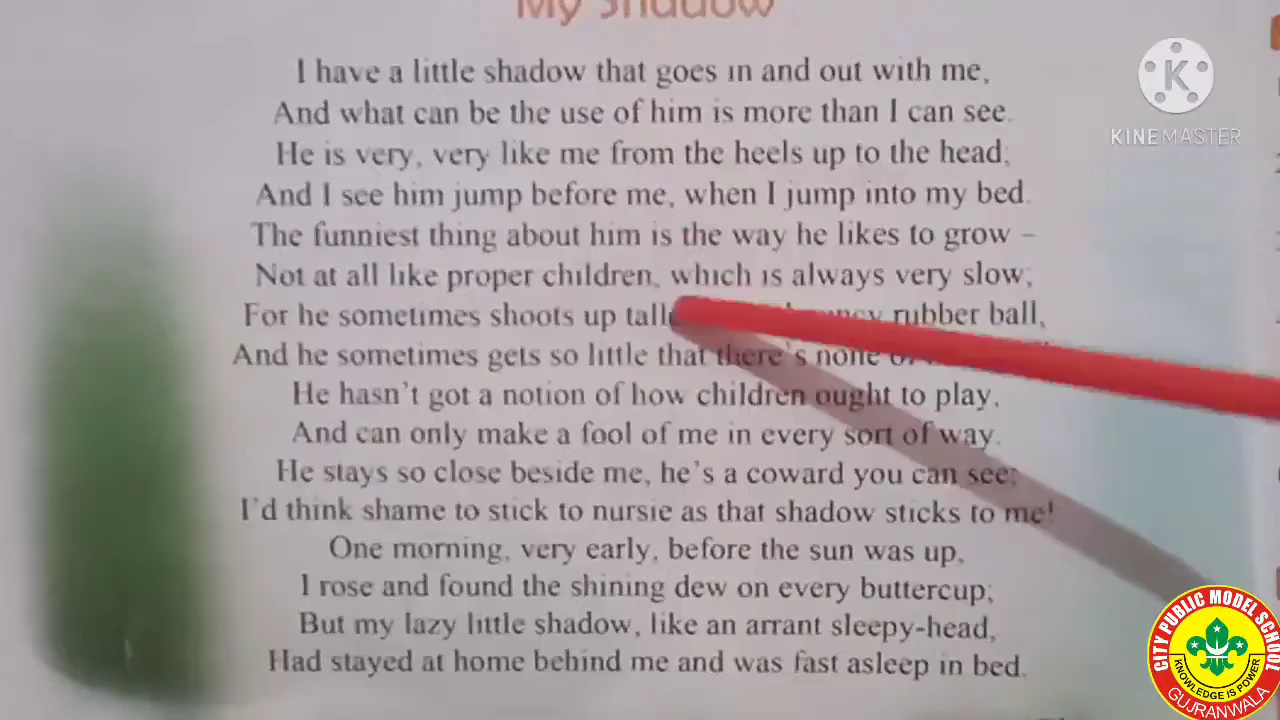 My Shadow
I have a little shadow that goes in and out with me,
And what can be the use of him is more than I can see.
He is very, very like me from the heels up to the head;
And I see him jump before me, when I jump into my bed.
The funniest thing about him is the way he likes to grow –
Not at all like proper children, which is always very slow;
For he sometimes shoots up rubber ball,
And he sometimes gets so little that there's none
He hasn't got a notion of how children ought to play,
And can only make a fool of me in every sort of way.
He stays so close beside me, he's a coward you can see;
I'd think shame to stick to nursie as that shadow sticks to me!
One morning, very early, before the sun was up,
I rose and found the shining dew on every buttercup;
But my lazy little shadow, like an arrant sleepy-head,
Had stayed at home behind me and was fast asleep in bed.
KINEMASTER
CITY PUBLIC MODEL SCHOOL
KNOWLEDGE IS POWER
GUJRANWALA